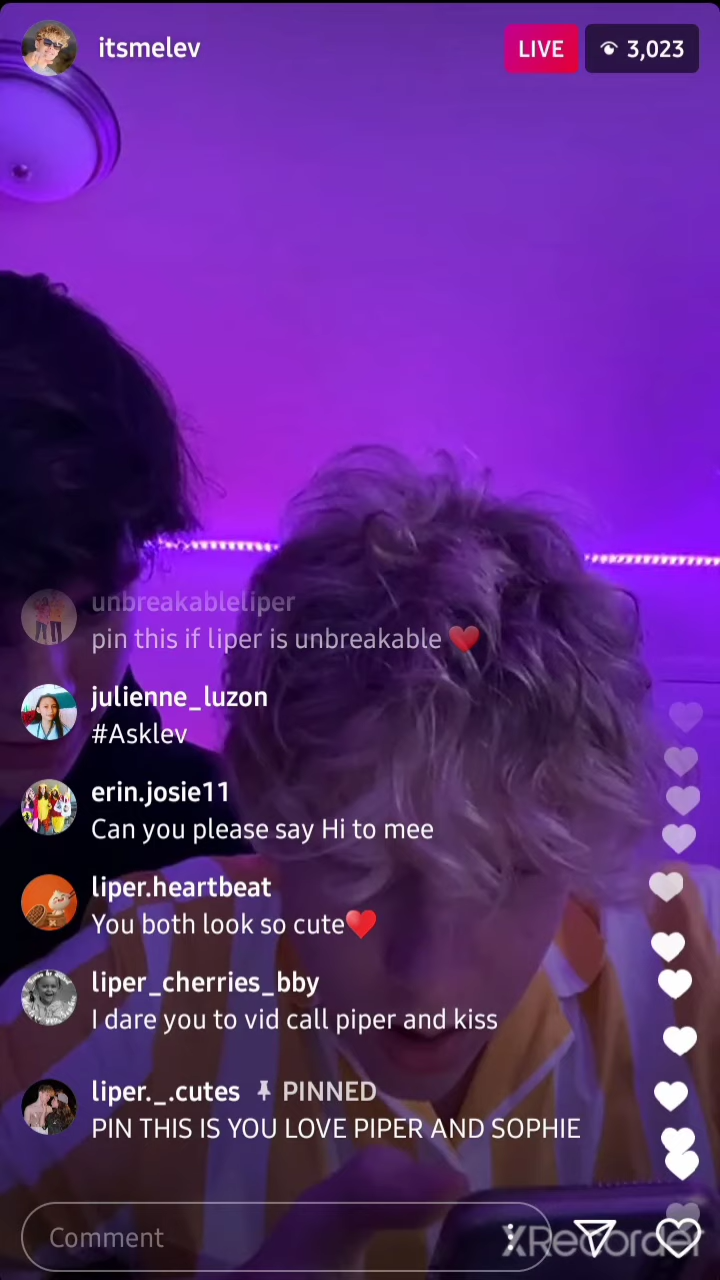 itsmelev
LIVE
3,023
unbreakableliper
pin this if liper is unbreakable ❤️
julienne_luzon
#Asklev
erin.josie11
Can you please say Hi to mee
liper.heartbeat
You both look so cute❤️
liper_cherries_bby
I dare you to vid call piper and kiss
liper._.cutes PINNED
PIN THIS IS YOU LOVE PIPER AND SOPHIE
Comment
XRecorder